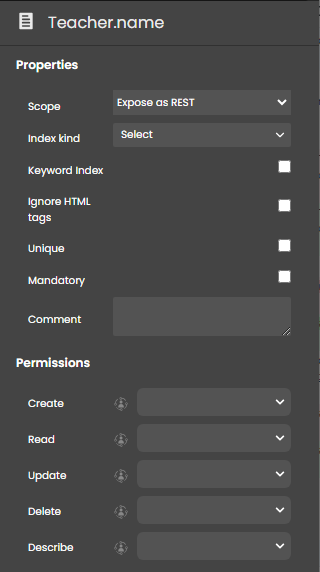 Teacher.name
Properties
Scope Expose as REST
Index kind Select
Keyword Index
Ignore HTML
tags
Unique
Mandatory
Comment
Permissions
Create
Read
Update
Delete
Describe